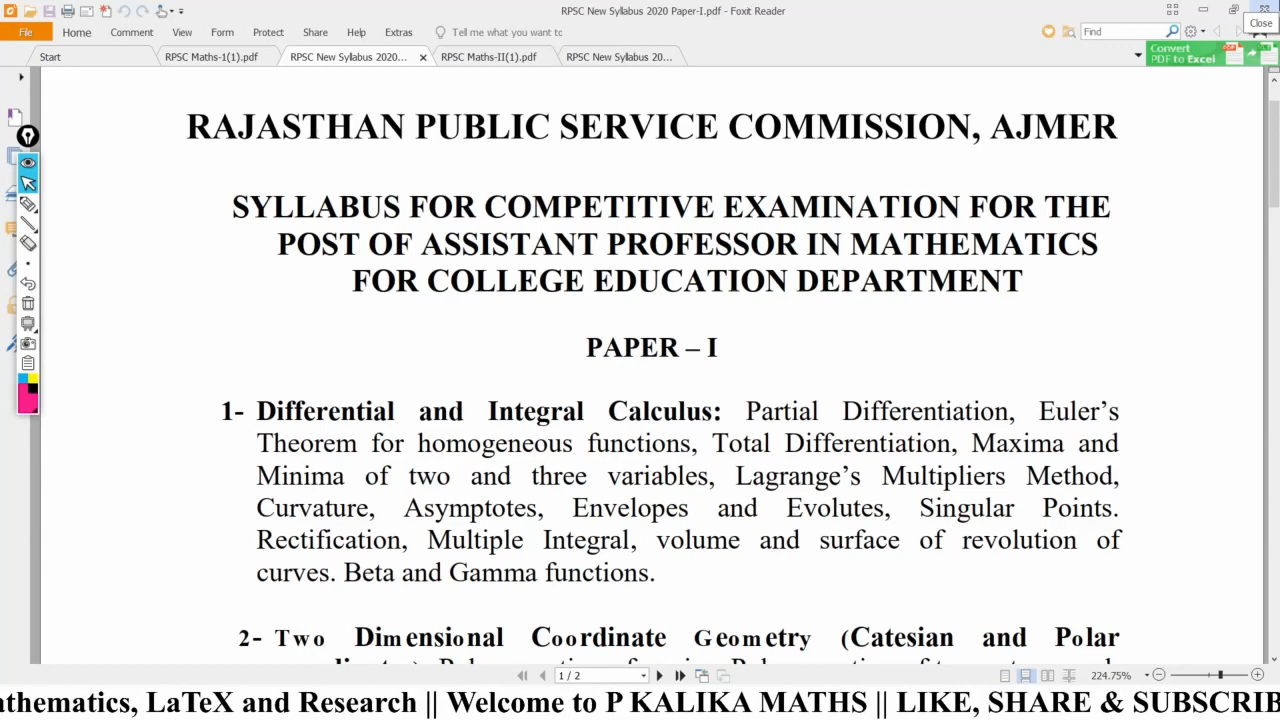 RPSC New Syllabus 2020 Paper-I.pdf - Foxit Reader
Close
File Home Comment View Form Protect Share Help Extras Tell me what you want to Find
Start RPSC Maths-1(1).pdf RPSC New Syllabus 2020... RPSC Maths-II(1).pdf RPSC New Syllabus 20...
Convert
PDF to Excel
RAJASTHAN PUBLIC SERVICE COMMISSION, AJMER
SYLLABUS FOR COMPETITIVE EXAMINATION FOR THE
POST OF ASSISTANT PROFESSOR IN MATHEMATICS
FOR COLLEGE EDUCATION DEPARTMENT
PAPER – I
1- Differential and Integral Calculus: Partial Differentiation, Euler’s
Theorem for homogeneous functions, Total Differentiation, Maxima and
Minima of two and three variables, Lagrange’s Multipliers Method,
Curvature, Asymptotes, Envelopes and Evolutes, Singular Points.
Rectification, Multiple Integral, volume and surface of revolution of
curves. Beta and Gamma functions.
2- Two Dimensional Coordinate Geometry (Catesian and Polar
1 / 2
224.75%
athematics, LaTeX and Research || Welcome to P KALIKA MATHS || LIKE, SHARE & SUBSCRIBE